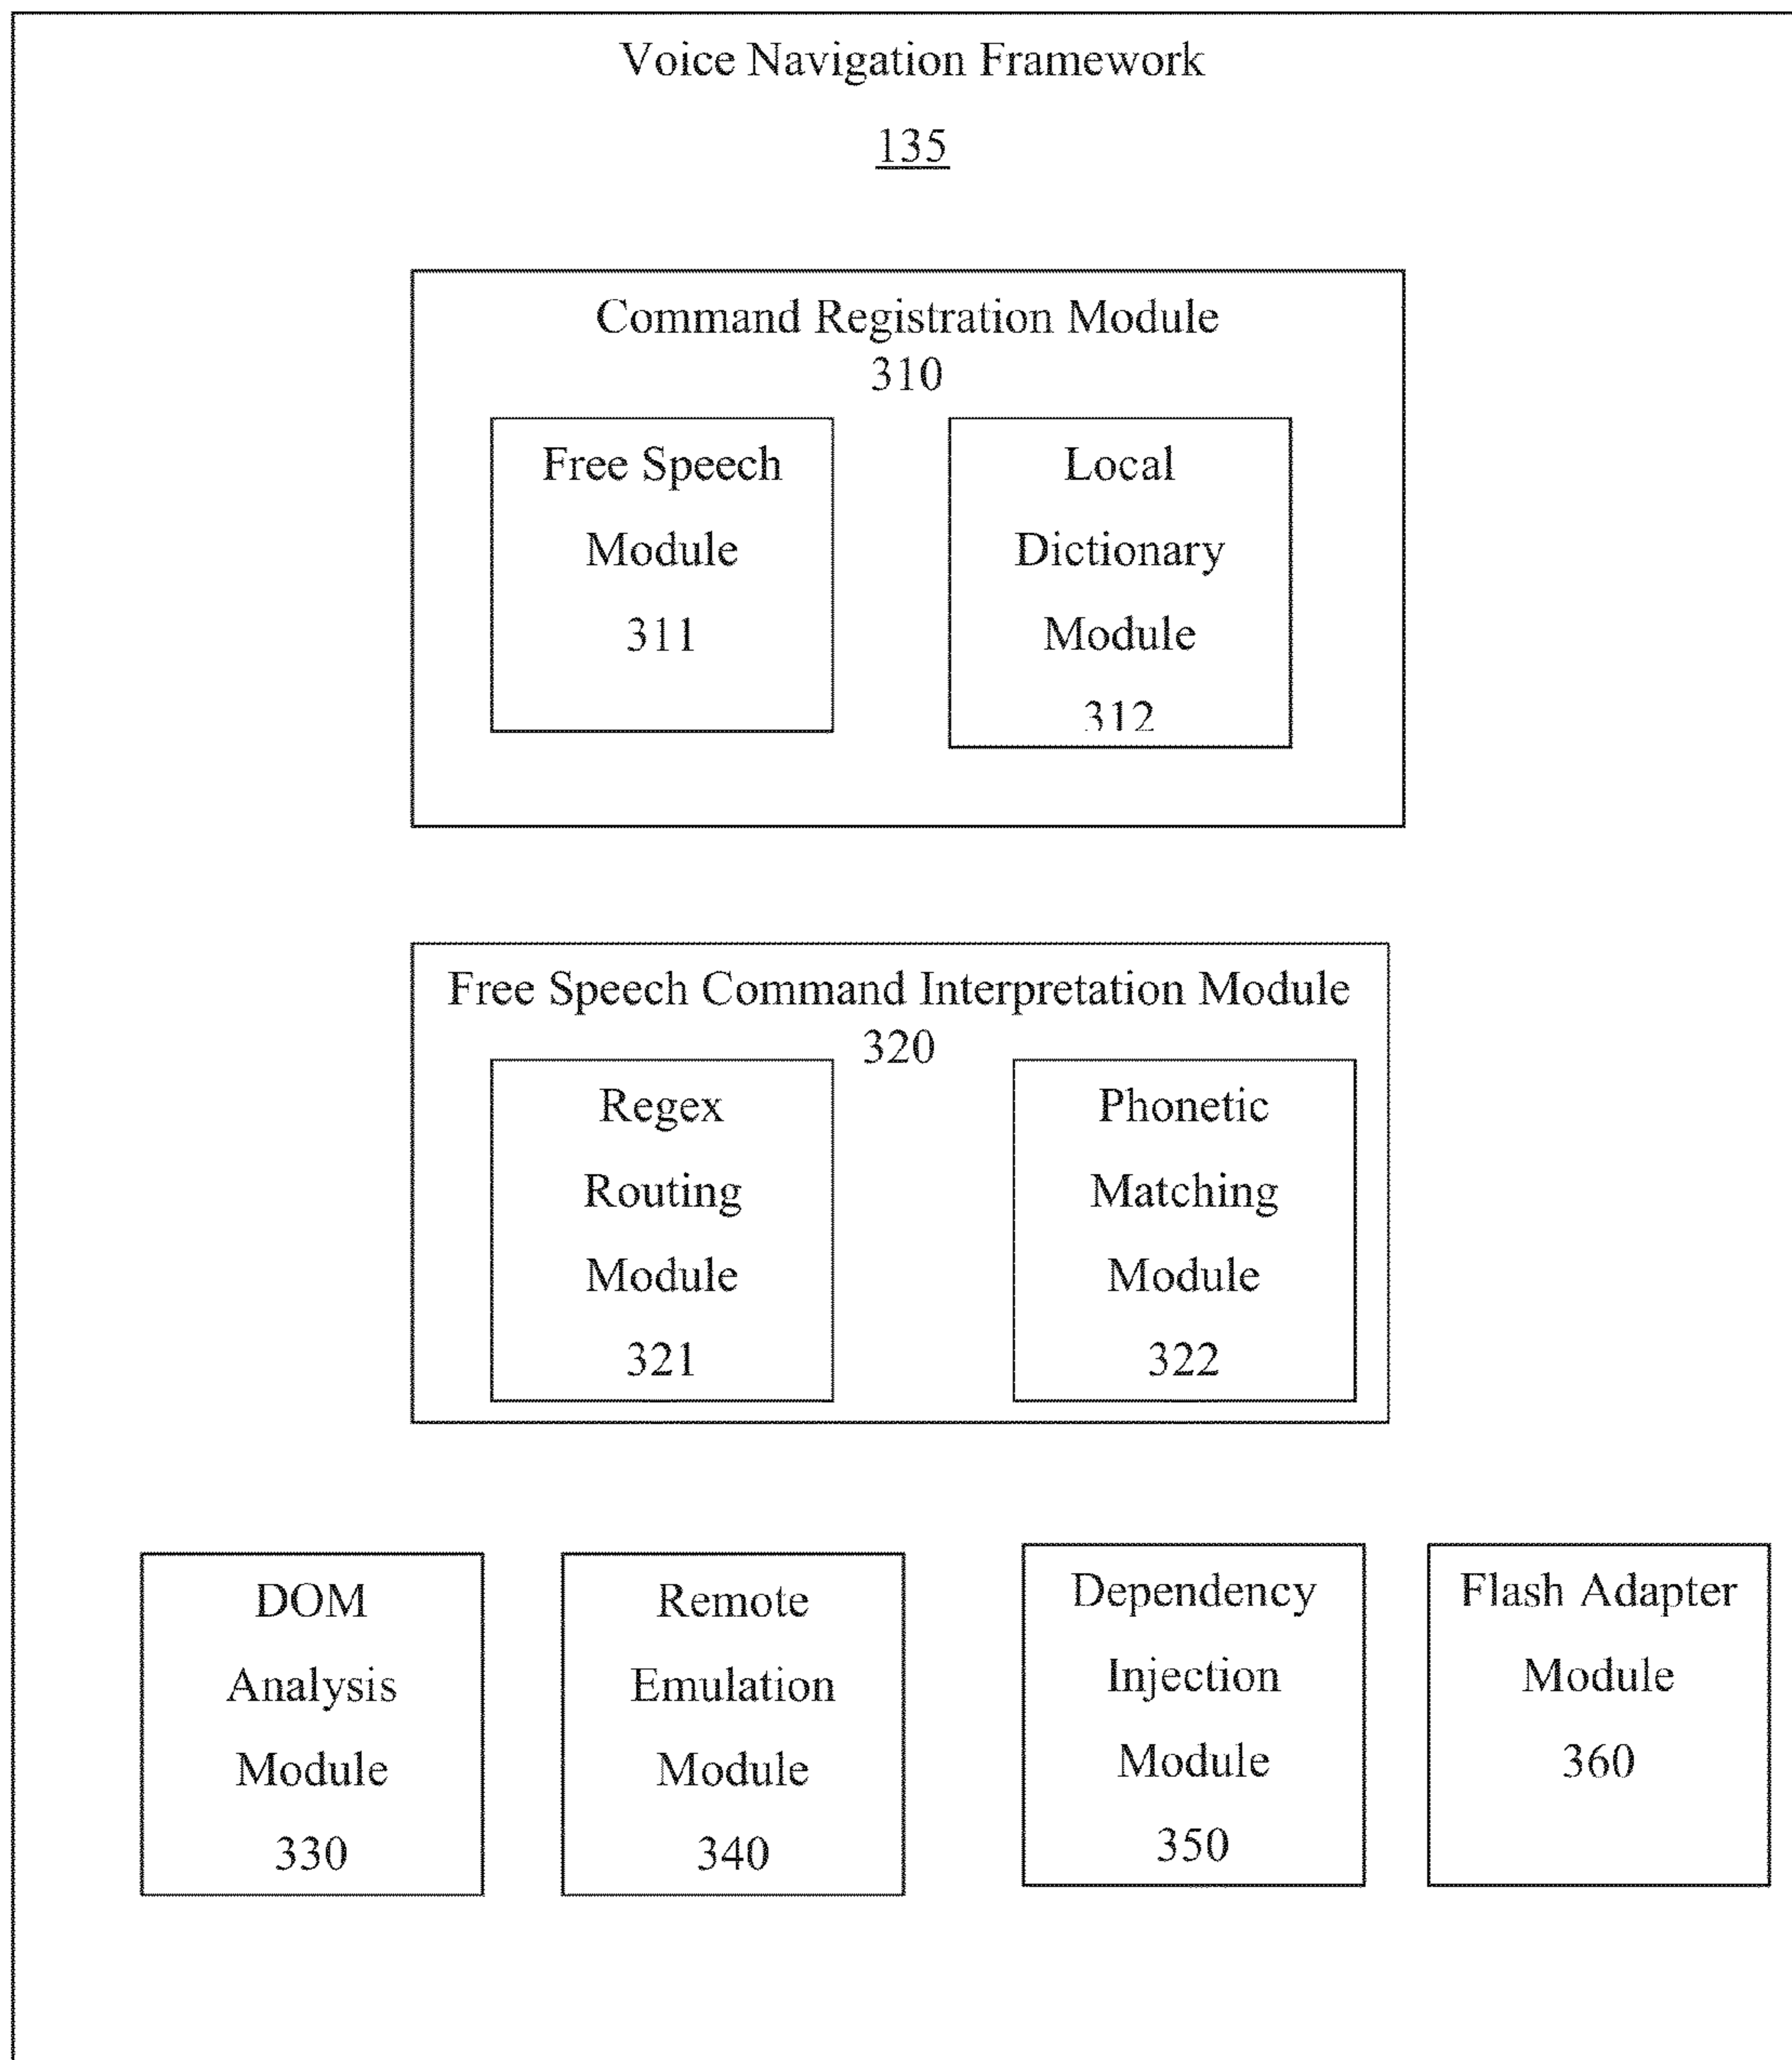 Voice Navigation Framework
135
Command Registration Module
310
Free Speech
Module
311
Local
Dictionary
Module
312
Free Speech Command Interpretation Module
320
Regex
Routing
Module
321
Phonetic
Matching
Module
322
DOM
Analysis
Module
330
Remote
Emulation
Module
340
Dependency
Injection
Module
350
Flash Adapter
Module
360